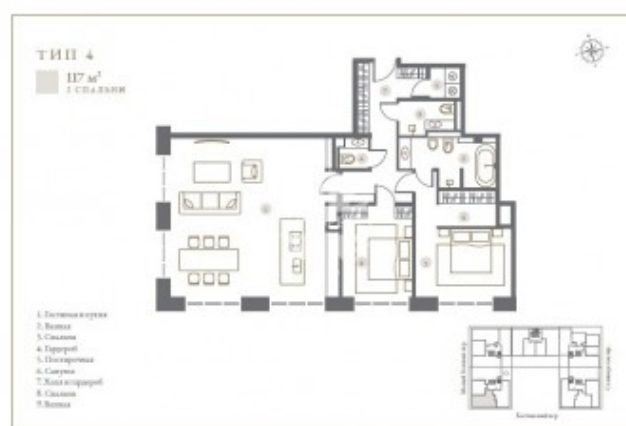 ТИП 4
117 м²
2 СПАЛЬНИ
1. Гостиная и кухня
2. Ванная
3. Спальня
4. Гардероб
5. Постирочная
6. Санузел
7. Холл и гардероб
8. Спальня
9. Ванная